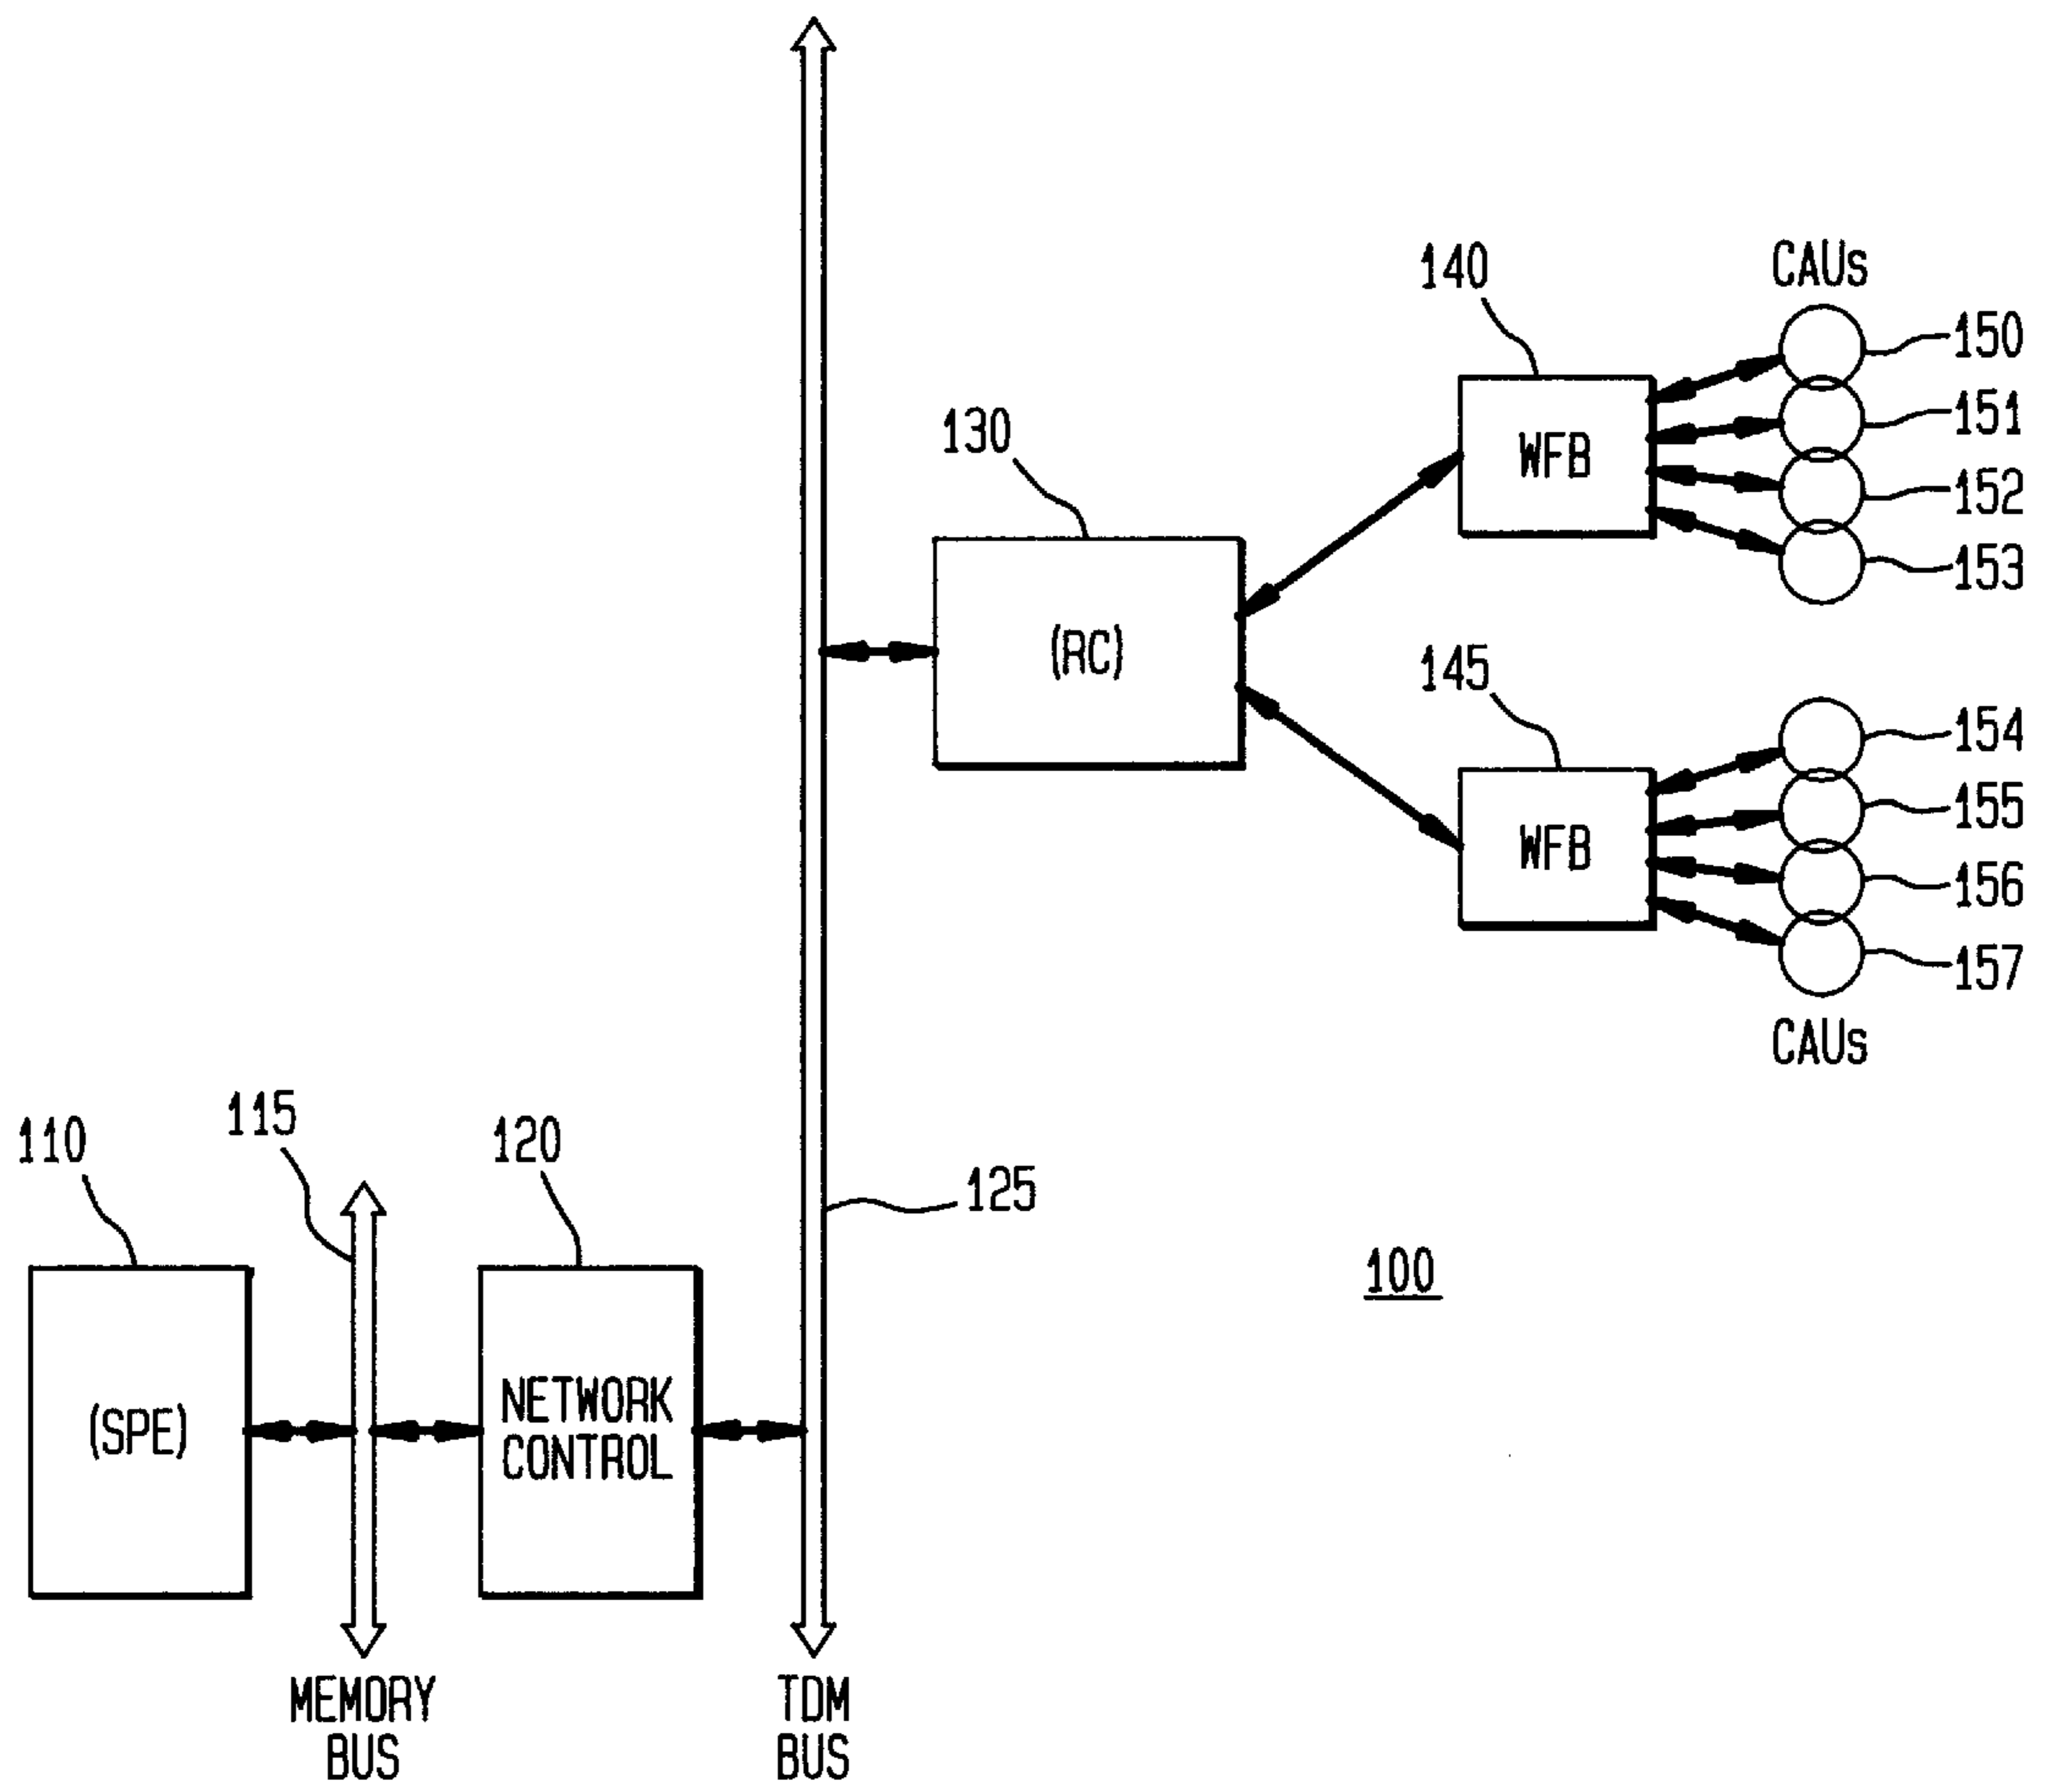 140
CAUs
150
130
151
WFB
152
153
(RC)
145
154
155
WFB
156
157
CAUs
110
115
120
125
100
(SPE)
NETWORK
CONTROL
MEMORY
BUS
TDM
BUS